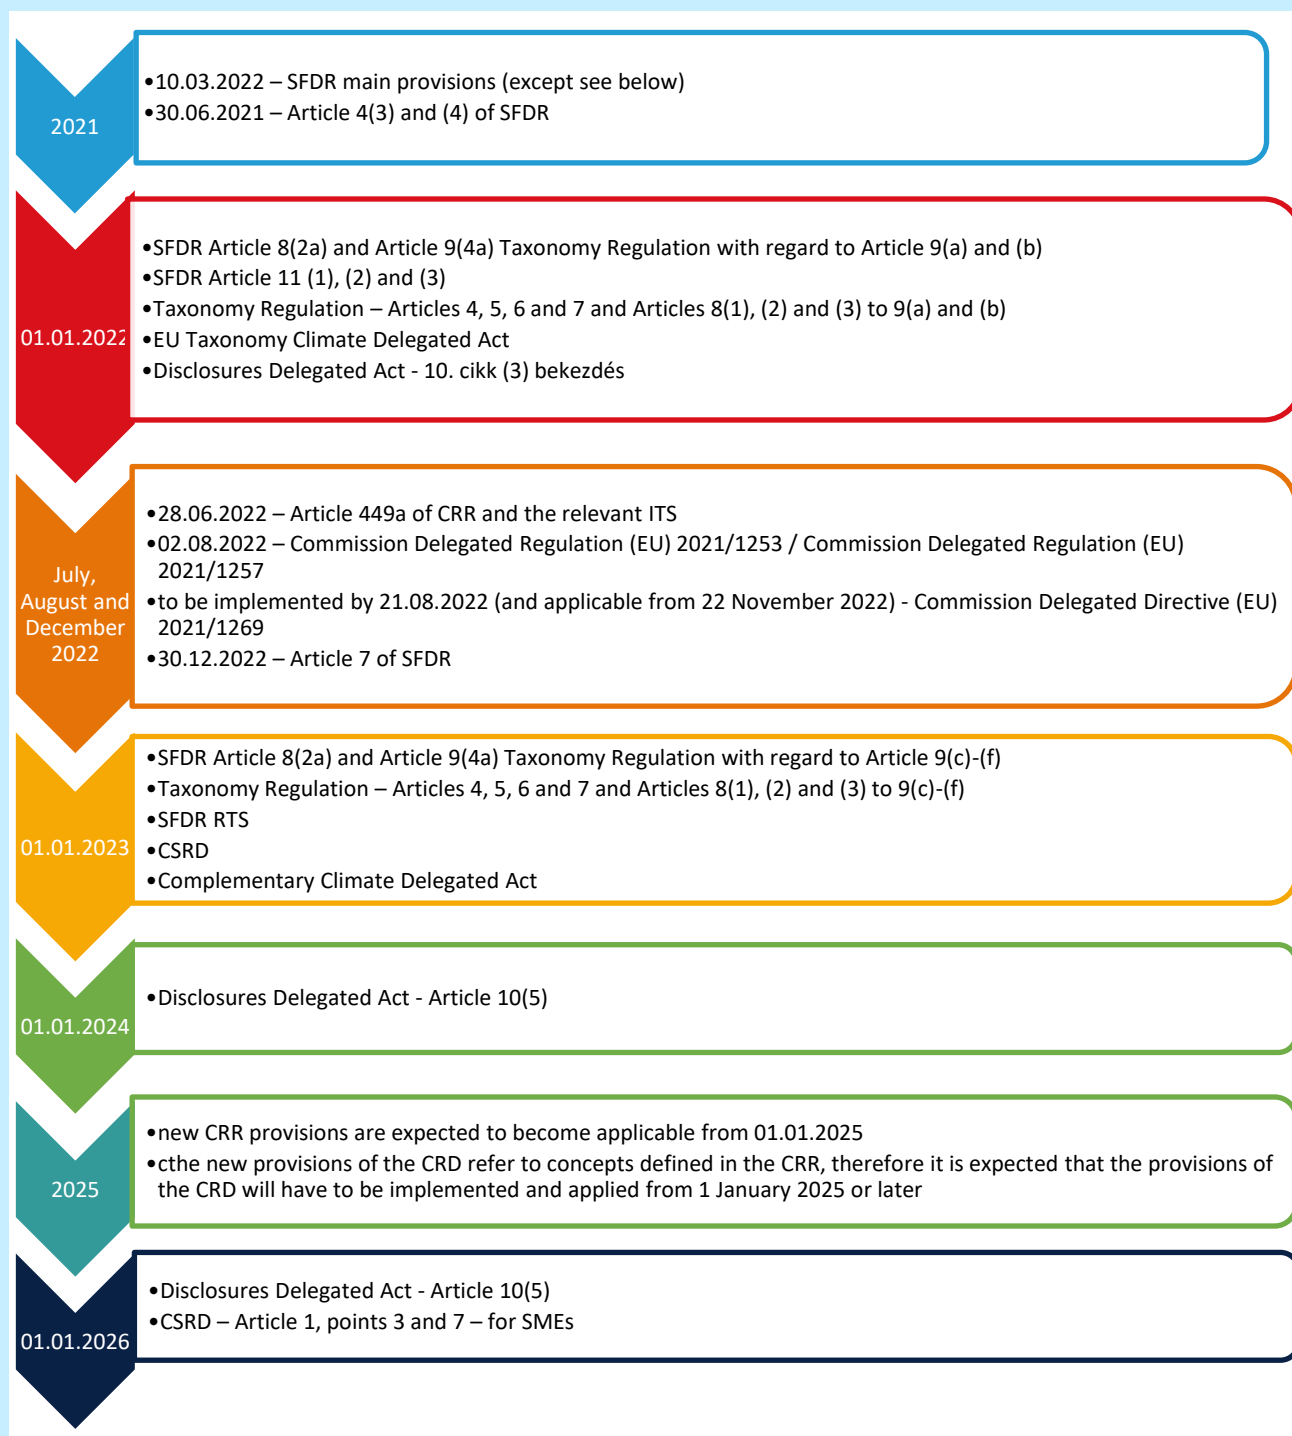 2021
•10.03.2022 – SFDR main provisions (except see below)
•30.06.2021 – Article 4(3) and (4) of SFDR
01.01.2022
•SFDR Article 8(2a) and Article 9(4a) Taxonomy Regulation with regard to Article 9(a) and (b)
•SFDR Article 11 (1), (2) and (3)
•Taxonomy Regulation – Articles 4, 5, 6 and 7 and Articles 8(1), (2) and (3) to 9(a) and (b)
•EU Taxonomy Climate Delegated Act
•Disclosures Delegated Act - 10. cikk (3) bekezdés
July,
August and
December
2022
•28.06.2022 – Article 449a of CRR and the relevant ITS
•02.08.2022 – Commission Delegated Regulation (EU) 2021/1253 / Commission Delegated Regulation (EU)
2021/1257
•to be implemented by 21.08.2022 (and applicable from 22 November 2022) - Commission Delegated Directive (EU)
2021/1269
•30.12.2022 – Article 7 of SFDR
01.01.2023
•SFDR Article 8(2a) and Article 9(4a) Taxonomy Regulation with regard to Article 9(c)-(f)
•Taxonomy Regulation – Articles 4, 5, 6 and 7 and Articles 8(1), (2) and (3) to 9(c)-(f)
•SFDR RTS
•CSRD
•Complementary Climate Delegated Act
01.01.2024
•Disclosures Delegated Act - Article 10(5)
2025
•new CRR provisions are expected to become applicable from 01.01.2025
•cthe new provisions of the CRD refer to concepts defined in the CRR, therefore it is expected that the provisions of
the CRD will have to be implemented and applied from 1 January 2025 or later
01.01.2026
•Disclosures Delegated Act - Article 10(5)
•CSRD – Article 1, points 3 and 7 – for SMEs